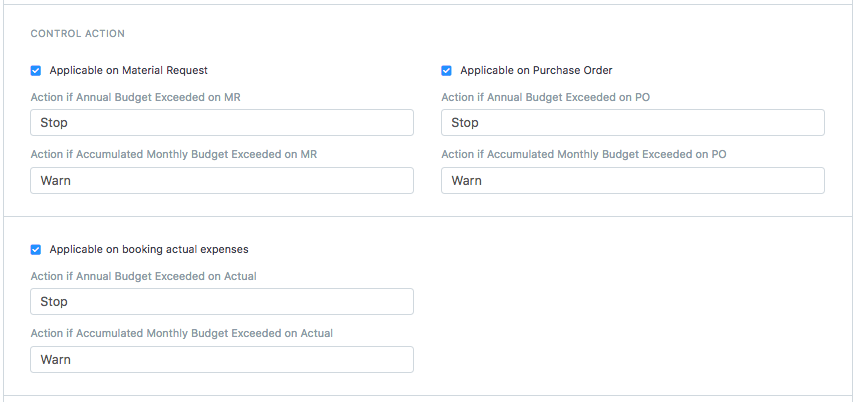 CONTROL ACTION
Applicable on Material Request
Action if Annual Budget Exceeded on MR
Stop
Action if Accumulated Monthly Budget Exceeded on MR
Warn
Applicable on Purchase Order
Action if Annual Budget Exceeded on PO
Stop
Action if Accumulated Monthly Budget Exceeded on PO
Warn
Applicable on booking actual expenses
Action if Annual Budget Exceeded on Actual
Stop
Action if Accumulated Monthly Budget Exceeded on Actual
Warn